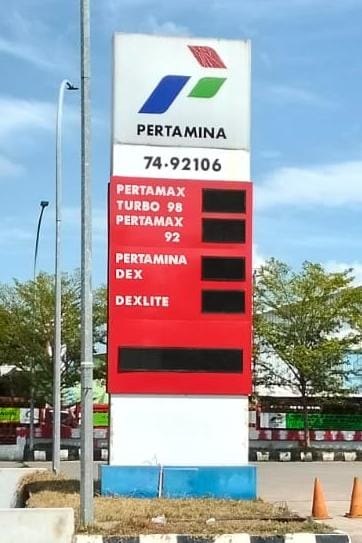 PERTAMINA
74·92106
PERTAMAX
TURBO 98
PERTAMAX
92
PERTAMINA
DEX
DEXLITE